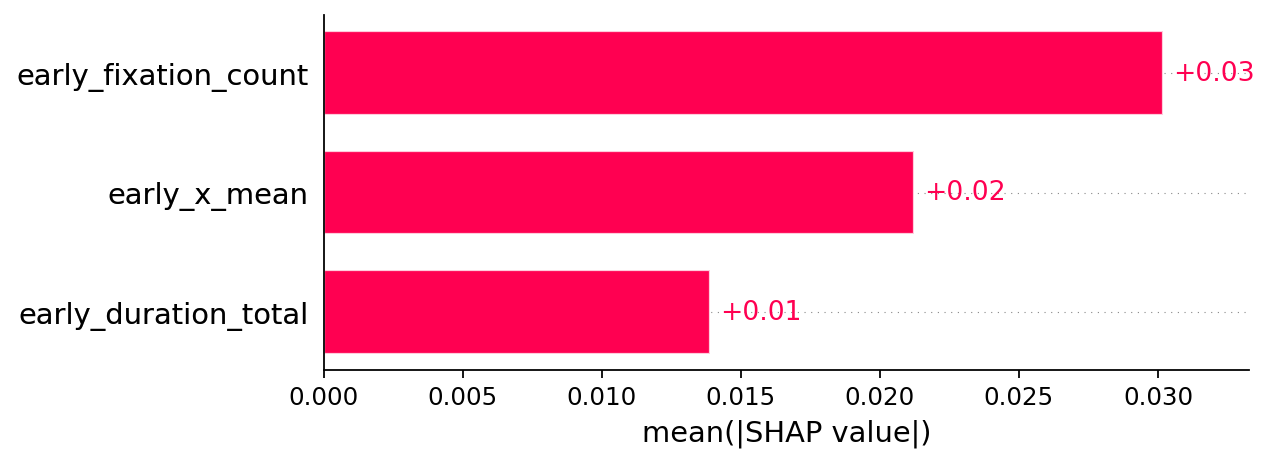 early_fixation_count
+0.03
early_x_mean
+0.02
early_duration_total
+0.01
0.000 0.005 0.010 0.015 0.020 0.025 0.030
mean(|SHAP value|)